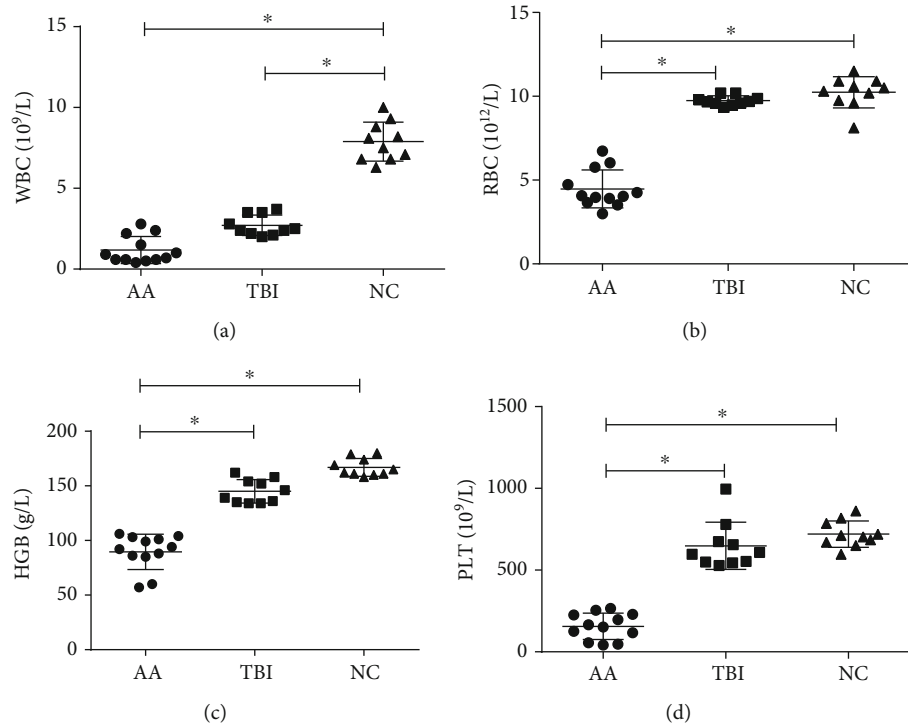 *
*
15
10
5
0
WBC (10⁹/L)
AA TBI NC
(a)
*
*
15
10
5
0
RBC (10¹²/L)
AA TBI NC
(b)
*
*
200
150
100
50
0
HGB (g/L)
AA TBI NC
(c)
*
*
1500
1000
500
0
PLT (10⁹/L)
AA TBI NC
(d)